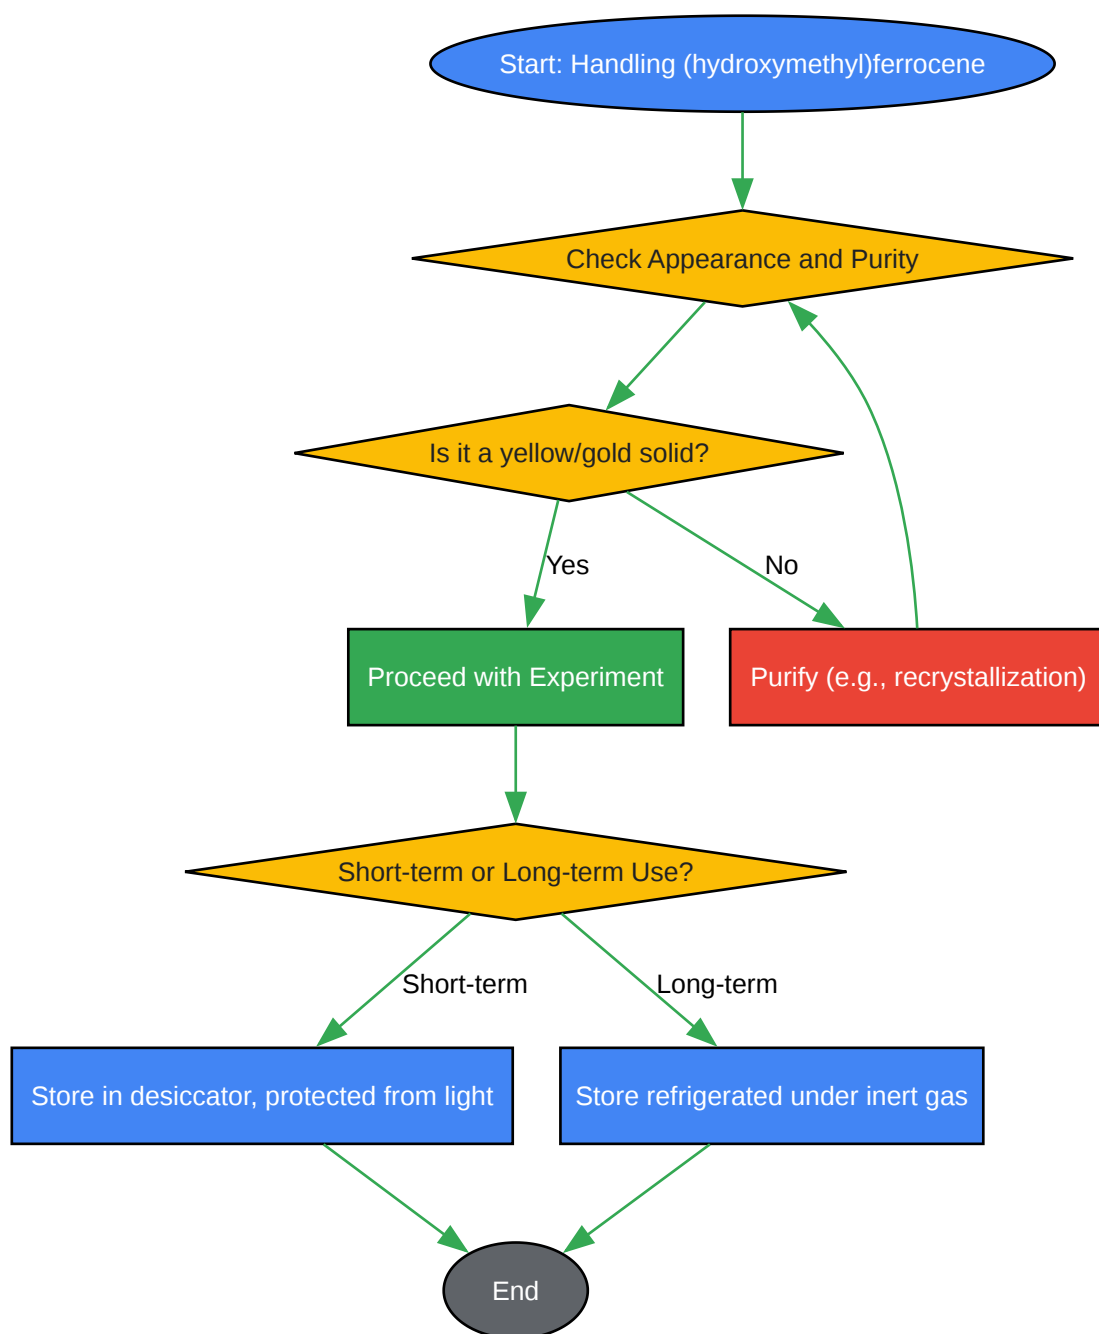 Start: Handling (hydroxymethyl)ferrocene
Check Appearance and Purity
Is it a yellow/gold solid?
Yes
No
Proceed with Experiment
Purify (e.g., recrystallization)
Short-term or Long-term Use?
Short-term
Long-term
Store in desiccator, protected from light
Store refrigerated under inert gas
End